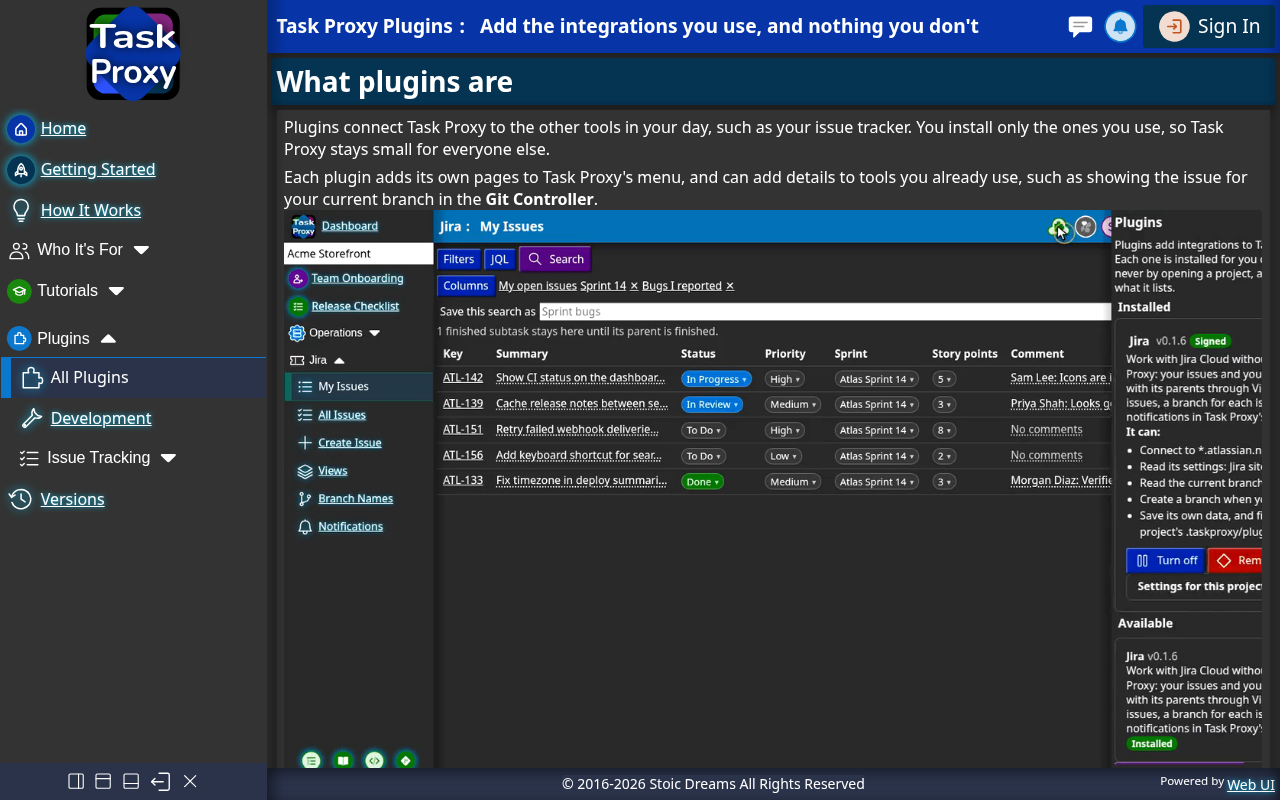 Task
Proxy
Home
Getting Started
How It Works
Who It's For
Tutorials
Plugins
All Plugins
Development
Issue Tracking
Versions
Task Proxy Plugins :   Add the integrations you use, and nothing you don't
Sign In
What plugins are
Plugins connect Task Proxy to the other tools in your day, such as your issue tracker. You install only the ones you use, so Task
Proxy stays small for everyone else.
Each plugin adds its own pages to Task Proxy's menu, and can add details to tools you already use, such as showing the issue for
your current branch in the Git Controller.
Task
Proxy
Dashboard
Acme Storefront
Team Onboarding
Release Checklist
Operations
Jira
My Issues
All Issues
Create Issue
Views
Branch Names
Notifications
Jira :   My Issues
Filters JQL Search
Columns My open issues Sprint 14 × Bugs I reported ×
Save this search as Sprint bugs
1 finished subtask stays here until its parent is finished.
Key Summary Status Priority Sprint Story points Comment
ATL-142 Show CI status on the dashboar... In Progress High Atlas Sprint 14 5 Sam Lee: Icons are i
ATL-139 Cache release notes between se... In Review Medium Atlas Sprint 14 3 Priya Shah: Looks g
ATL-151 Retry failed webhook deliverie... To Do High Atlas Sprint 14 8 No comments
ATL-156 Add keyboard shortcut for sear... To Do Low Atlas Sprint 14 2 No comments
ATL-133 Fix timezone in deploy summari... Done Medium Atlas Sprint 14 3 Morgan Diaz: Verifie
Plugins
Plugins add integrations to Ta
Each one is installed for you o
never by opening a project, a
what it lists.
Installed
Jira v0.1.6 Signed
Work with Jira Cloud withou
Proxy: your issues and you
with its parents through Vi
issues, a branch for each is
notifications in Task Proxy'
It can:
• Connect to *.atlassian.n
• Read its settings: Jira site
• Read the current branch
• Create a branch when yo
• Save its own data, and fi
project's .taskproxy/plug
Turn off Rem
Settings for this project
Available
Jira v0.1.6
Work with Jira Cloud withou
Proxy: your issues and you
with its parents through Vi
issues, a branch for each is
notifications in Task Proxy'
Installed
© 2016-2026 Stoic Dreams All Rights Reserved
Powered by Web UI